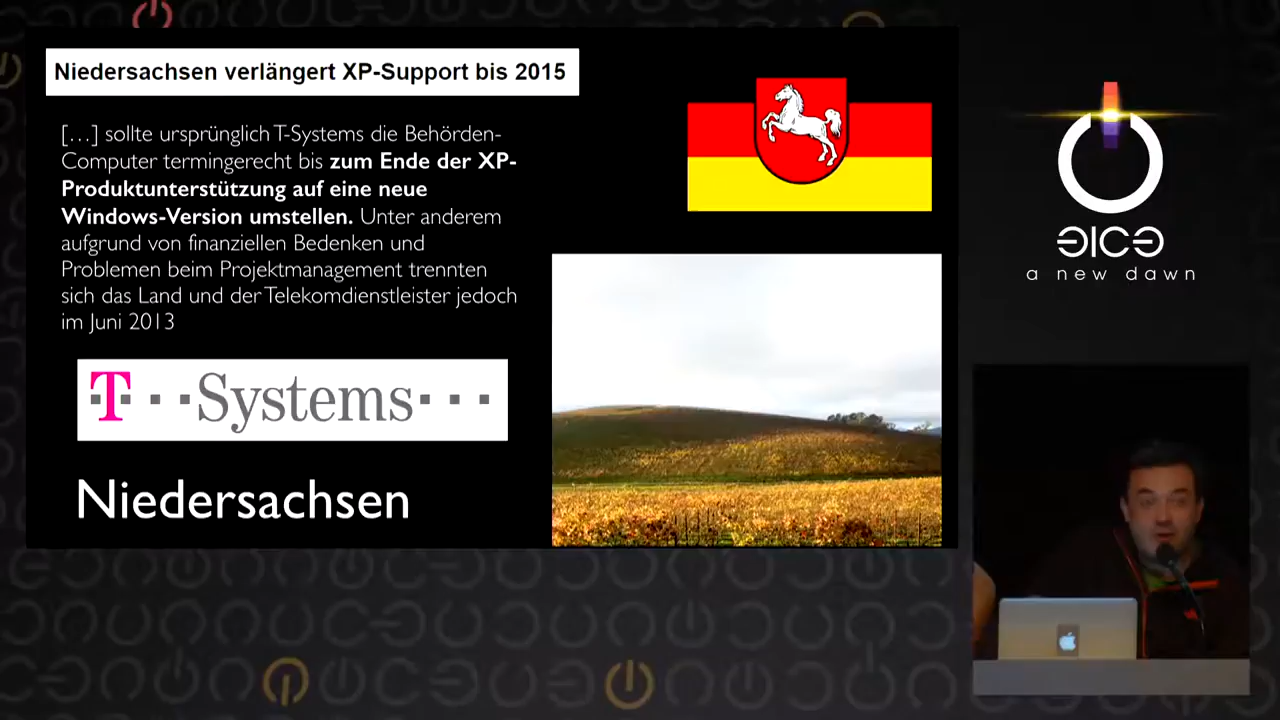 Niedersachsen verlängert XP-Support bis 2015
[…] sollte ursprünglich T-Systems die Behörden-
Computer termingerecht bis zum Ende der XP-
Produktunterstützung auf eine neue
Windows-Version umstellen. Unter anderem
aufgrund von finanziellen Bedenken und
Problemen beim Projektmanagement trennten
sich das Land und der Telekomdienstleister jedoch
im Juni 2013
T··Systems···
Niedersachsen
a new dawn